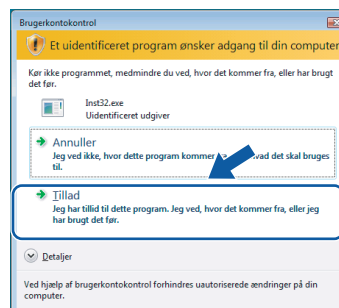 Brugerkontokontrol
Et uidentificeret program ønsker adgang til din computer
Kør ikke programmet, medmindre du ved, hvor det kommer fra, eller har brugt
det før.
Inst32.exe
Uidentificeret udgiver
Annuller
Jeg ved ikke, hvor dette program kommer vad det skal bruges
til.
Tillad
Jeg har tillid til dette program. Jeg ved, hvor det kommer fra, eller jeg
har brugt det før.
Detaljer
Ved hjælp af brugerkontokontrol forhindres uautoriserede ændringer på din
computer.